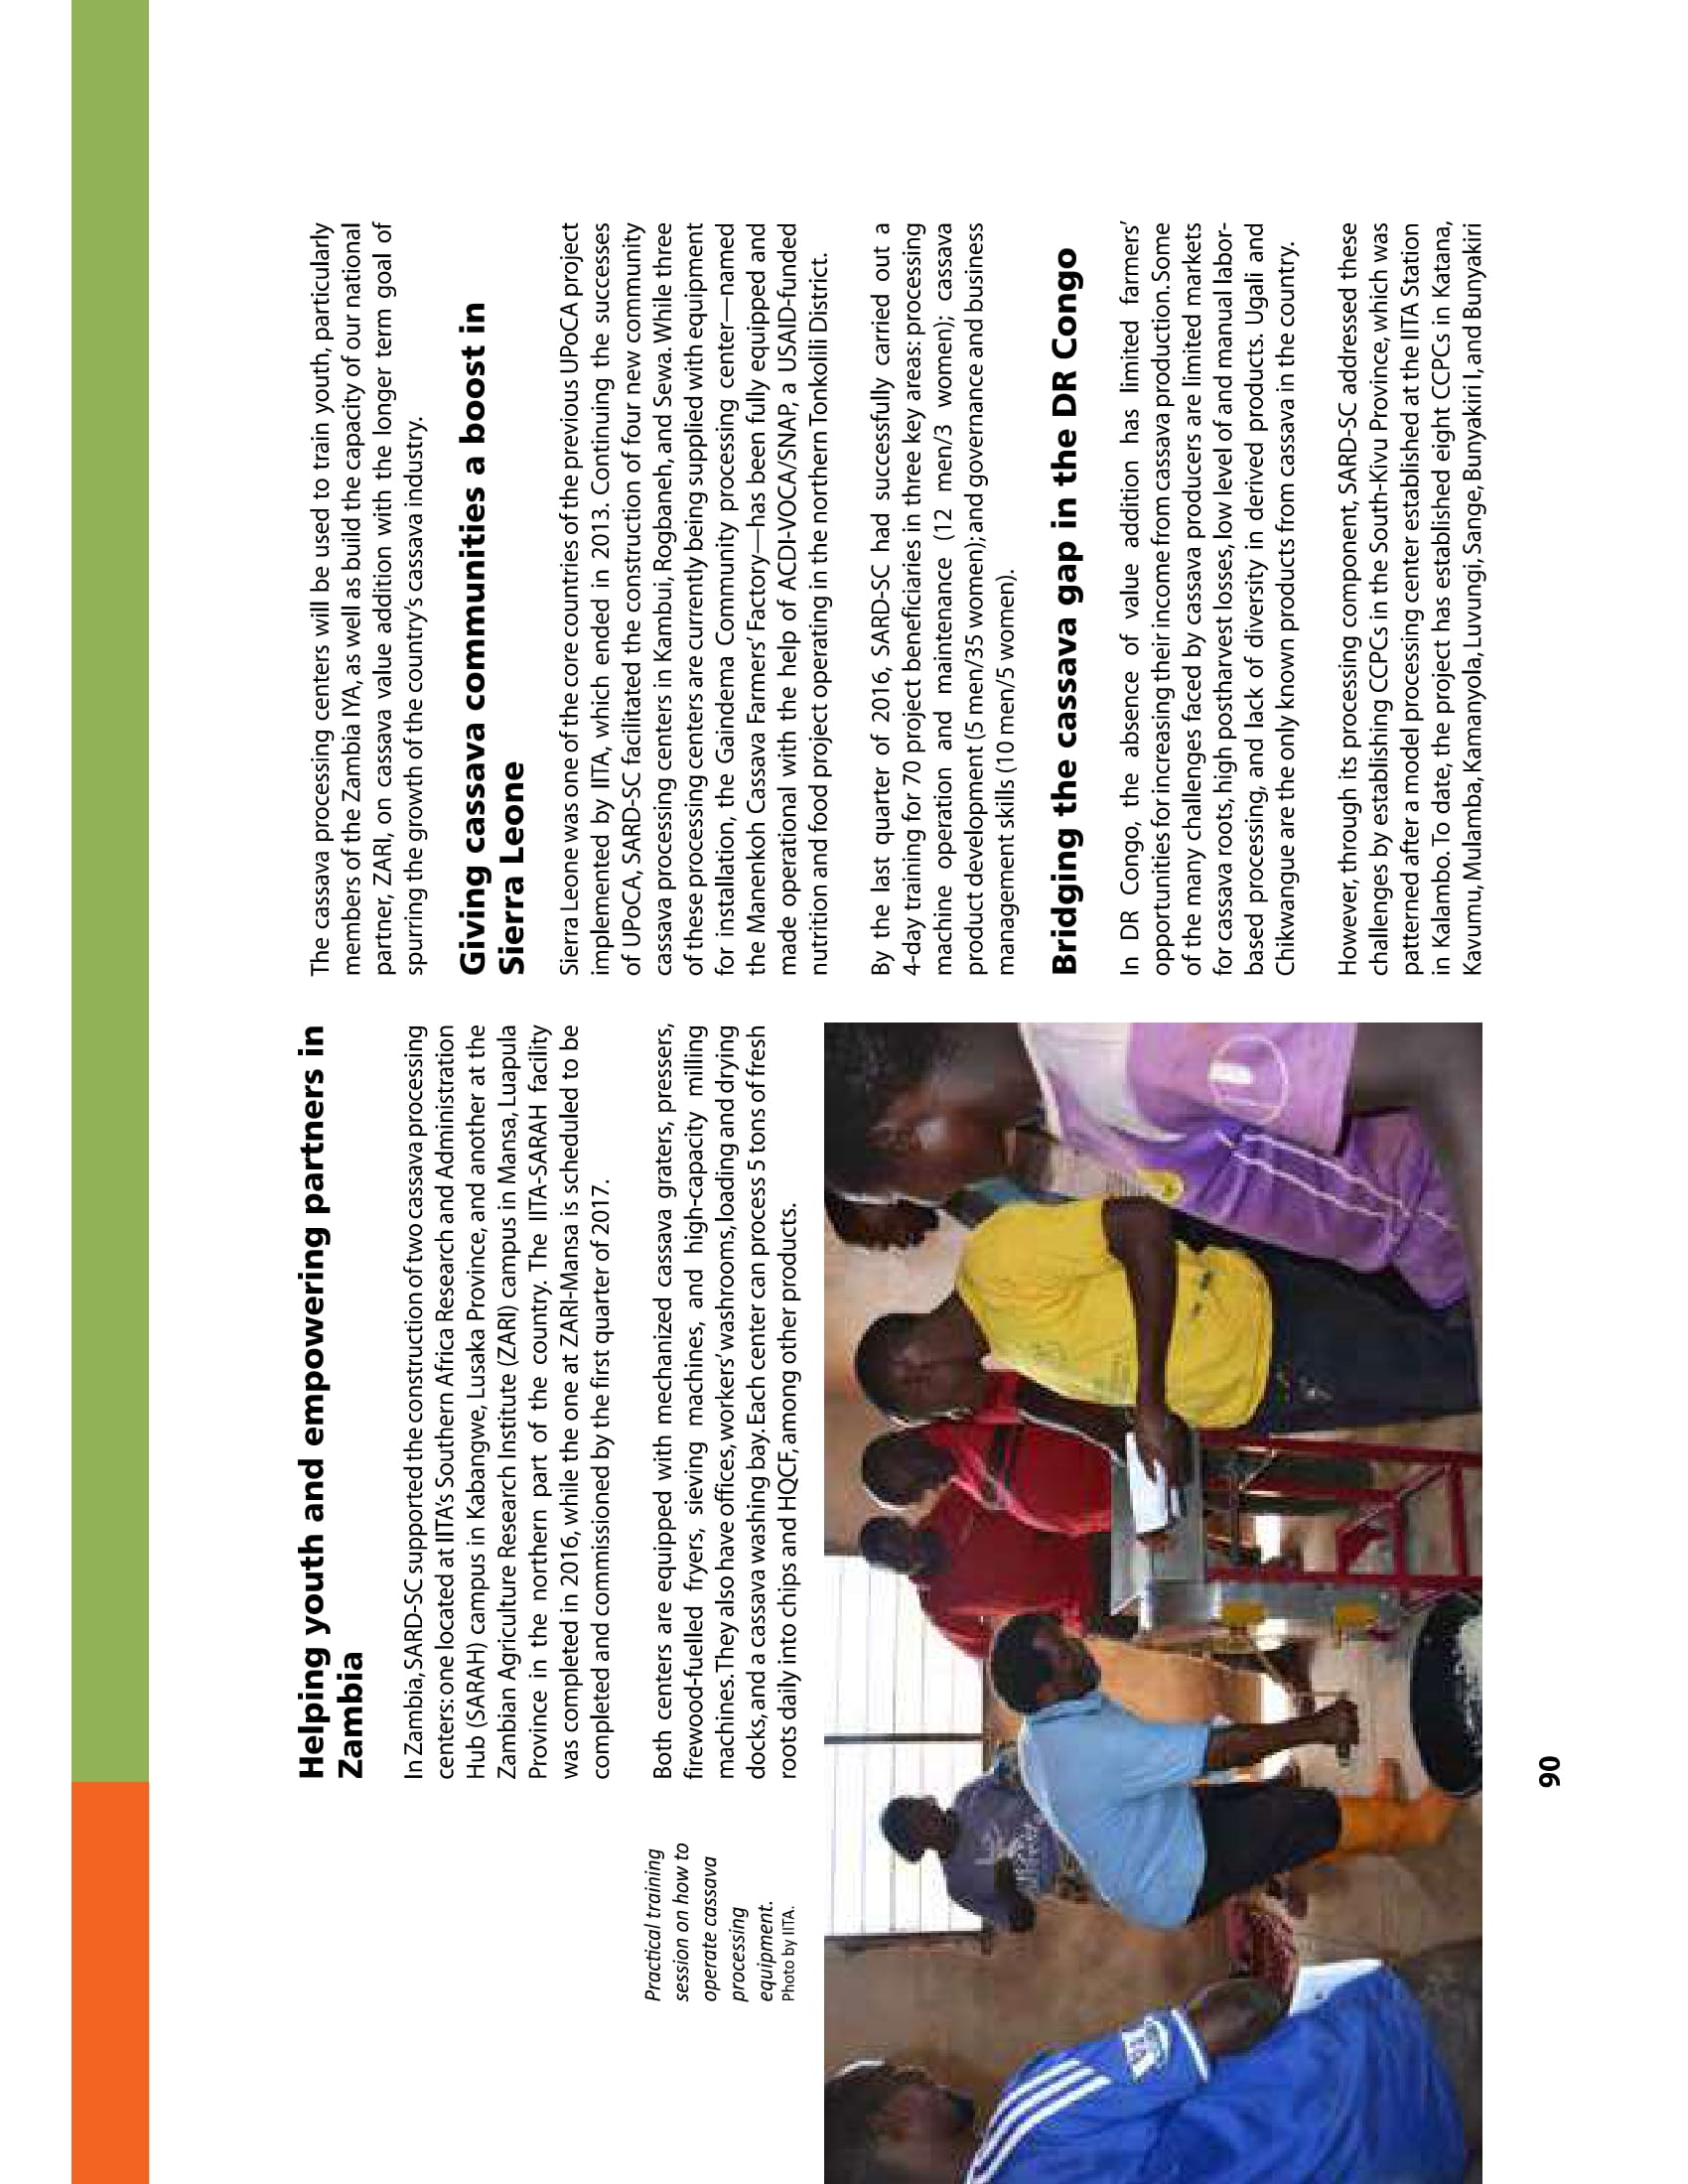 Helping youth and empowering partners in
Zambia
In Zambia, SARD-SC supported the construction of two cassava processing
centers: one located at IITA’s Southern Africa Research and Administration
Hub (SARAH) campus in Kabangwe, Lusaka Province, and another at the
Zambian Agriculture Research Institute (ZARI) campus in Mansa, Luapula
Province in the northern part of the country. The IITA-SARAH facility
was completed in 2016, while the one at ZARI-Mansa is scheduled to be
completed and commissioned by the first quarter of 2017.
Both centers are equipped with mechanized cassava graters, pressers,
firewood-fuelled fryers, sieving machines, and high-capacity milling
machines. They also have offices, workers’ washrooms, loading and drying
docks, and a cassava washing bay. Each center can process 5 tons of fresh
roots daily into chips and HQCF, among other products.
Practical training
session on how to
operate cassava
processing
equipment.
Photo by IITA.
The cassava processing centers will be used to train youth, particularly
members of the Zambia IYA, as well as build the capacity of our national
partner, ZARI, on cassava value addition with the longer term goal of
spurring the growth of the country’s cassava industry.
Giving cassava communities a boost in
Sierra Leone
Sierra Leone was one of the core countries of the previous UPoCA project
implemented by IITA, which ended in 2013. Continuing the successes
of UPoCA, SARD-SC facilitated the construction of four new community
cassava processing centers in Kambui, Rogbaneh, and Sewa. While three
of these processing centers are currently being supplied with equipment
for installation, the Gaindema Community processing center—named
the Manenkoh Cassava Farmers’ Factory—has been fully equipped and
made operational with the help of ACDI-VOCA/SNAP, a USAID-funded
nutrition and food project operating in the northern Tonkolili District.
By the last quarter of 2016, SARD-SC had successfully carried out a
4-day training for 70 project beneficiaries in three key areas: processing
machine operation and maintenance (12 men/3 women); cassava
product development (5 men/35 women); and governance and business
management skills (10 men/5 women).
Bridging the cassava gap in the DR Congo
In DR Congo, the absence of value addition has limited farmers’
opportunities for increasing their income from cassava production. Some
of the many challenges faced by cassava producers are limited markets
for cassava roots, high postharvest losses, low level of and manual labor-
based processing, and lack of diversity in derived products. Ugali and
Chikwangue are the only known products from cassava in the country.
However, through its processing component, SARD-SC addressed these
challenges by establishing CCPCs in the South-Kivu Province, which was
patterned after a model processing center established at the IITA Station
in Kalambo. To date, the project has established eight CCPCs in Katana,
Kavumu, Mulamba, Kamanyola, Luvungi, Sange, Bunyakiri I, and Bunyakiri
90